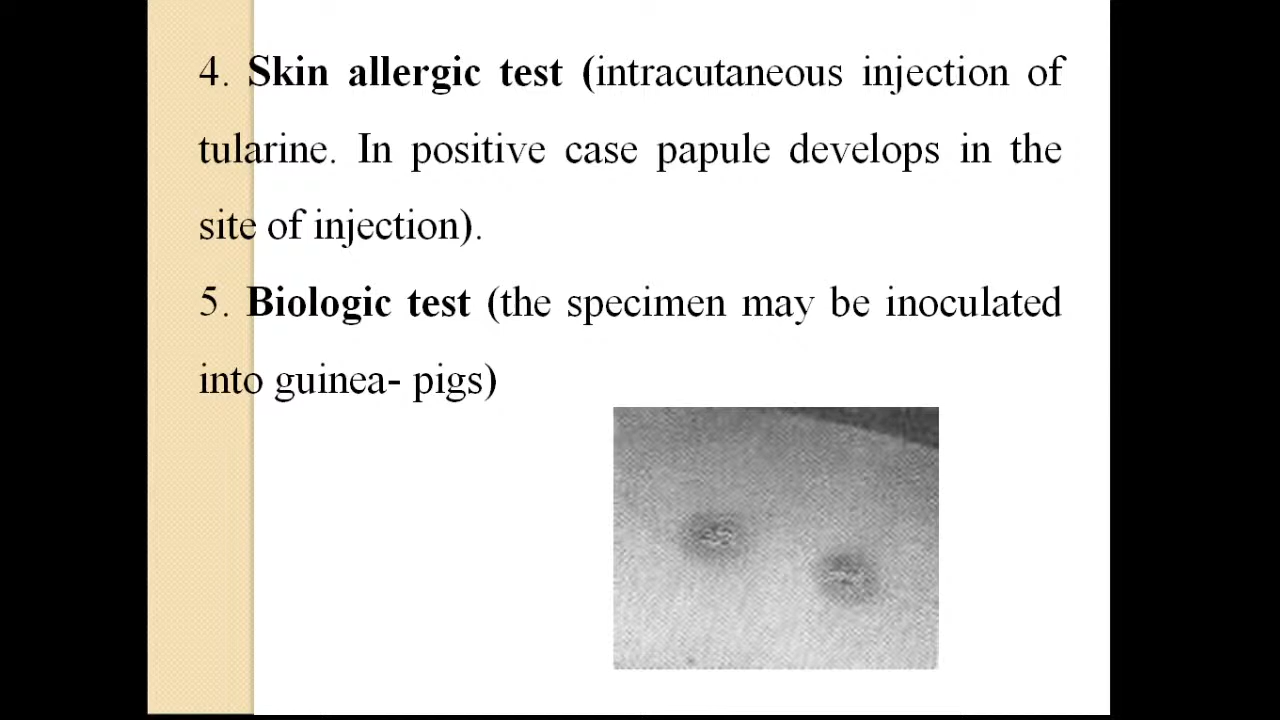 4. Skin allergic test (intracutaneous injection of
tularine. In positive case papule develops in the
site of injection).
5. Biologic test (the specimen may be inoculated
into guinea- pigs)